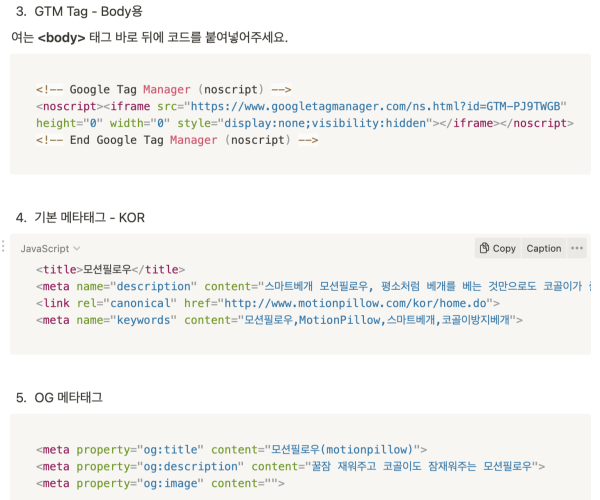 3. GTM Tag - Body용
여는 <body> 태그 바로 뒤에 코드를 붙여넣어주세요.
<!-- Google Tag Manager (noscript) -->
<noscript><iframe src="https://www.googletagmanager.com/ns.html?id=GTM-PJ9TWGB"
height="0" width="0" style="display:none;visibility:hidden"></iframe></noscript>
<!-- End Google Tag Manager (noscript) -->
4. 기본 메타태그 - KOR
JavaScript Copy Caption
<title>모션필로우</title>
<meta name="description" content="스마트베개 모션필로우, 평소처럼 베개를 베는 것만으로도 코골이가
<link rel="canonical" href="http://www.motionpillow.com/kor/home.do">
<meta name="keywords" content="모션필로우,MotionPillow,스마트베개,코골이방지베개">
5. OG 메타태그
<meta property="og:title" content="모션필로우(motionpillow)">
<meta property="og:description" content="꿀잠 재워주고 코골이도 잠재워주는 모션필로우">
<meta property="og:image" content="">